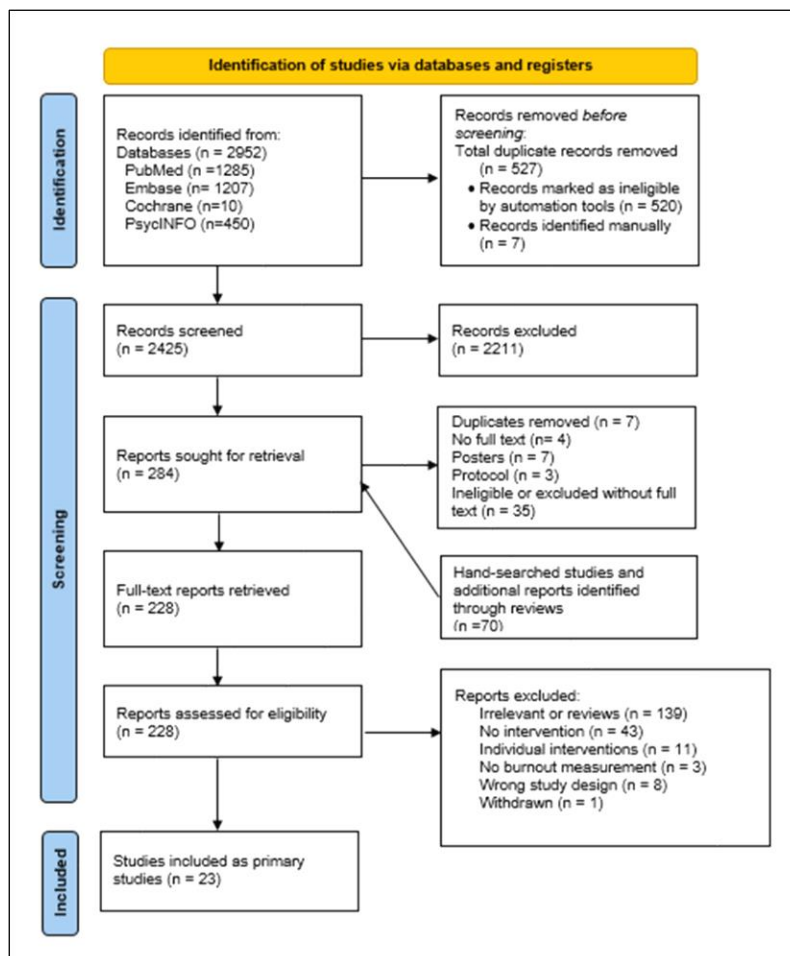 Identification of studies via databases and registers
Identification
Records identified from:
Databases (n = 2952)
PubMed (n =1285)
Embase (n= 1207)
Cochrane (n=10)
PsycINFO (n=450)
Records removed before
screening:
Total duplicate records removed
(n = 527)
• Records marked as ineligible
by automation tools (n = 520)
• Records identified manually
(n = 7)
Screening
Records screened
(n = 2425)
Records excluded
(n = 2211)
Reports sought for retrieval
(n = 284)
Duplicates removed (n = 7)
No full text (n= 4)
Posters (n = 7)
Protocol (n = 3)
Ineligible or excluded without full
text (n = 35)
Full-text reports retrieved
(n = 228)
Hand-searched studies and
additional reports identified
through reviews
(n =70)
Reports assessed for eligibility
(n = 228)
Reports excluded:
Irrelevant or reviews (n = 139)
No intervention (n = 43)
Individual interventions (n = 11)
No burnout measurement (n = 3)
Wrong study design (n = 8)
Withdrawn (n = 1)
Included
Studies included as primary
studies (n = 23)